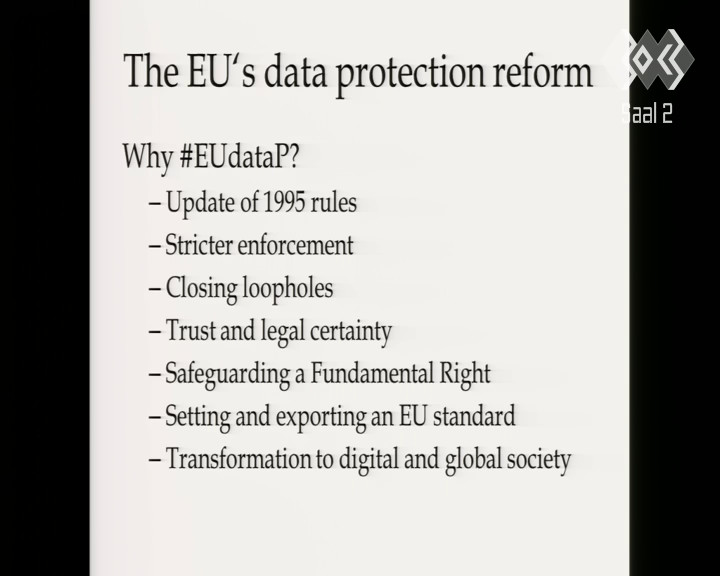 The EU‘s data protection reform
Saal 2
Why #EUdataP?
– Update of 1995 rules
– Stricter enforcement
– Closing loopholes
– Trust and legal certainty
– Safeguarding a Fundamental Right
– Setting and exporting an EU standard
– Transformation to digital and global society